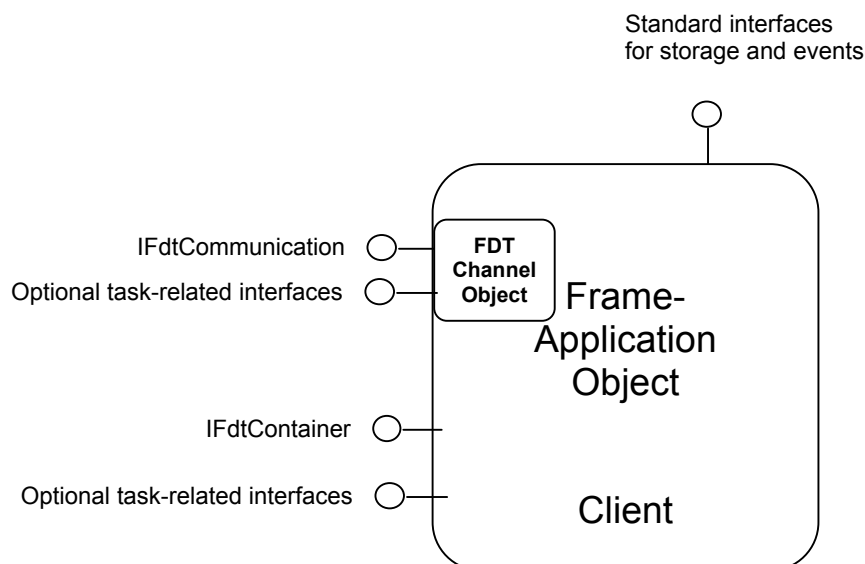 Standard interfaces
for storage and events
IFdtCommunication
Optional task-related interfaces
FDT
Channel
Object
Frame-
Application
Object
IFdtContainer
Optional task-related interfaces
Client